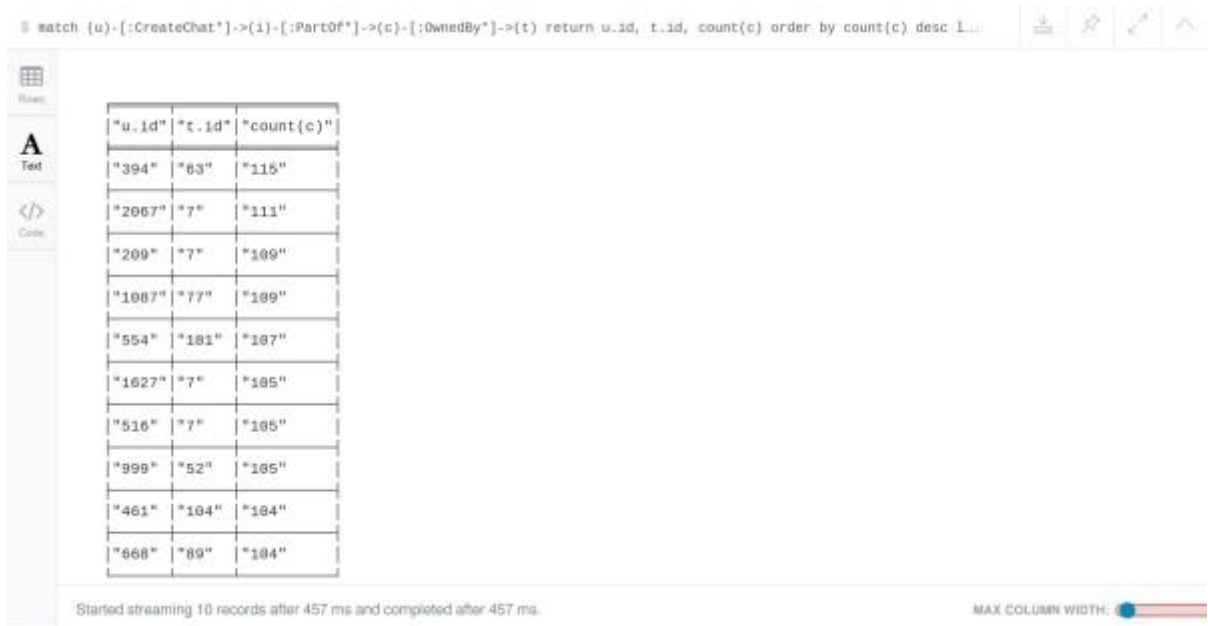 $ match (u)-[:CreateChat*]->(i)-[:PartOf*]->(c)-[:OwnedBy*]->(t) return u.id, t.id, count(c) order by count(c) desc l...
Rows
A
Text
</>
Code
"u.id" "t.id" "count(c)"
"394" "63" "115"
"2067" "7" "111"
"209" "7" "109"
"1087" "77" "109"
"554" "181" "107"
"1627" "7" "105"
"516" "7" "105"
"999" "52" "105"
"461" "104" "104"
"668" "89" "104"
Started streaming 10 records after 457 ms and completed after 457 ms.
MAX COLUMN WIDTH: